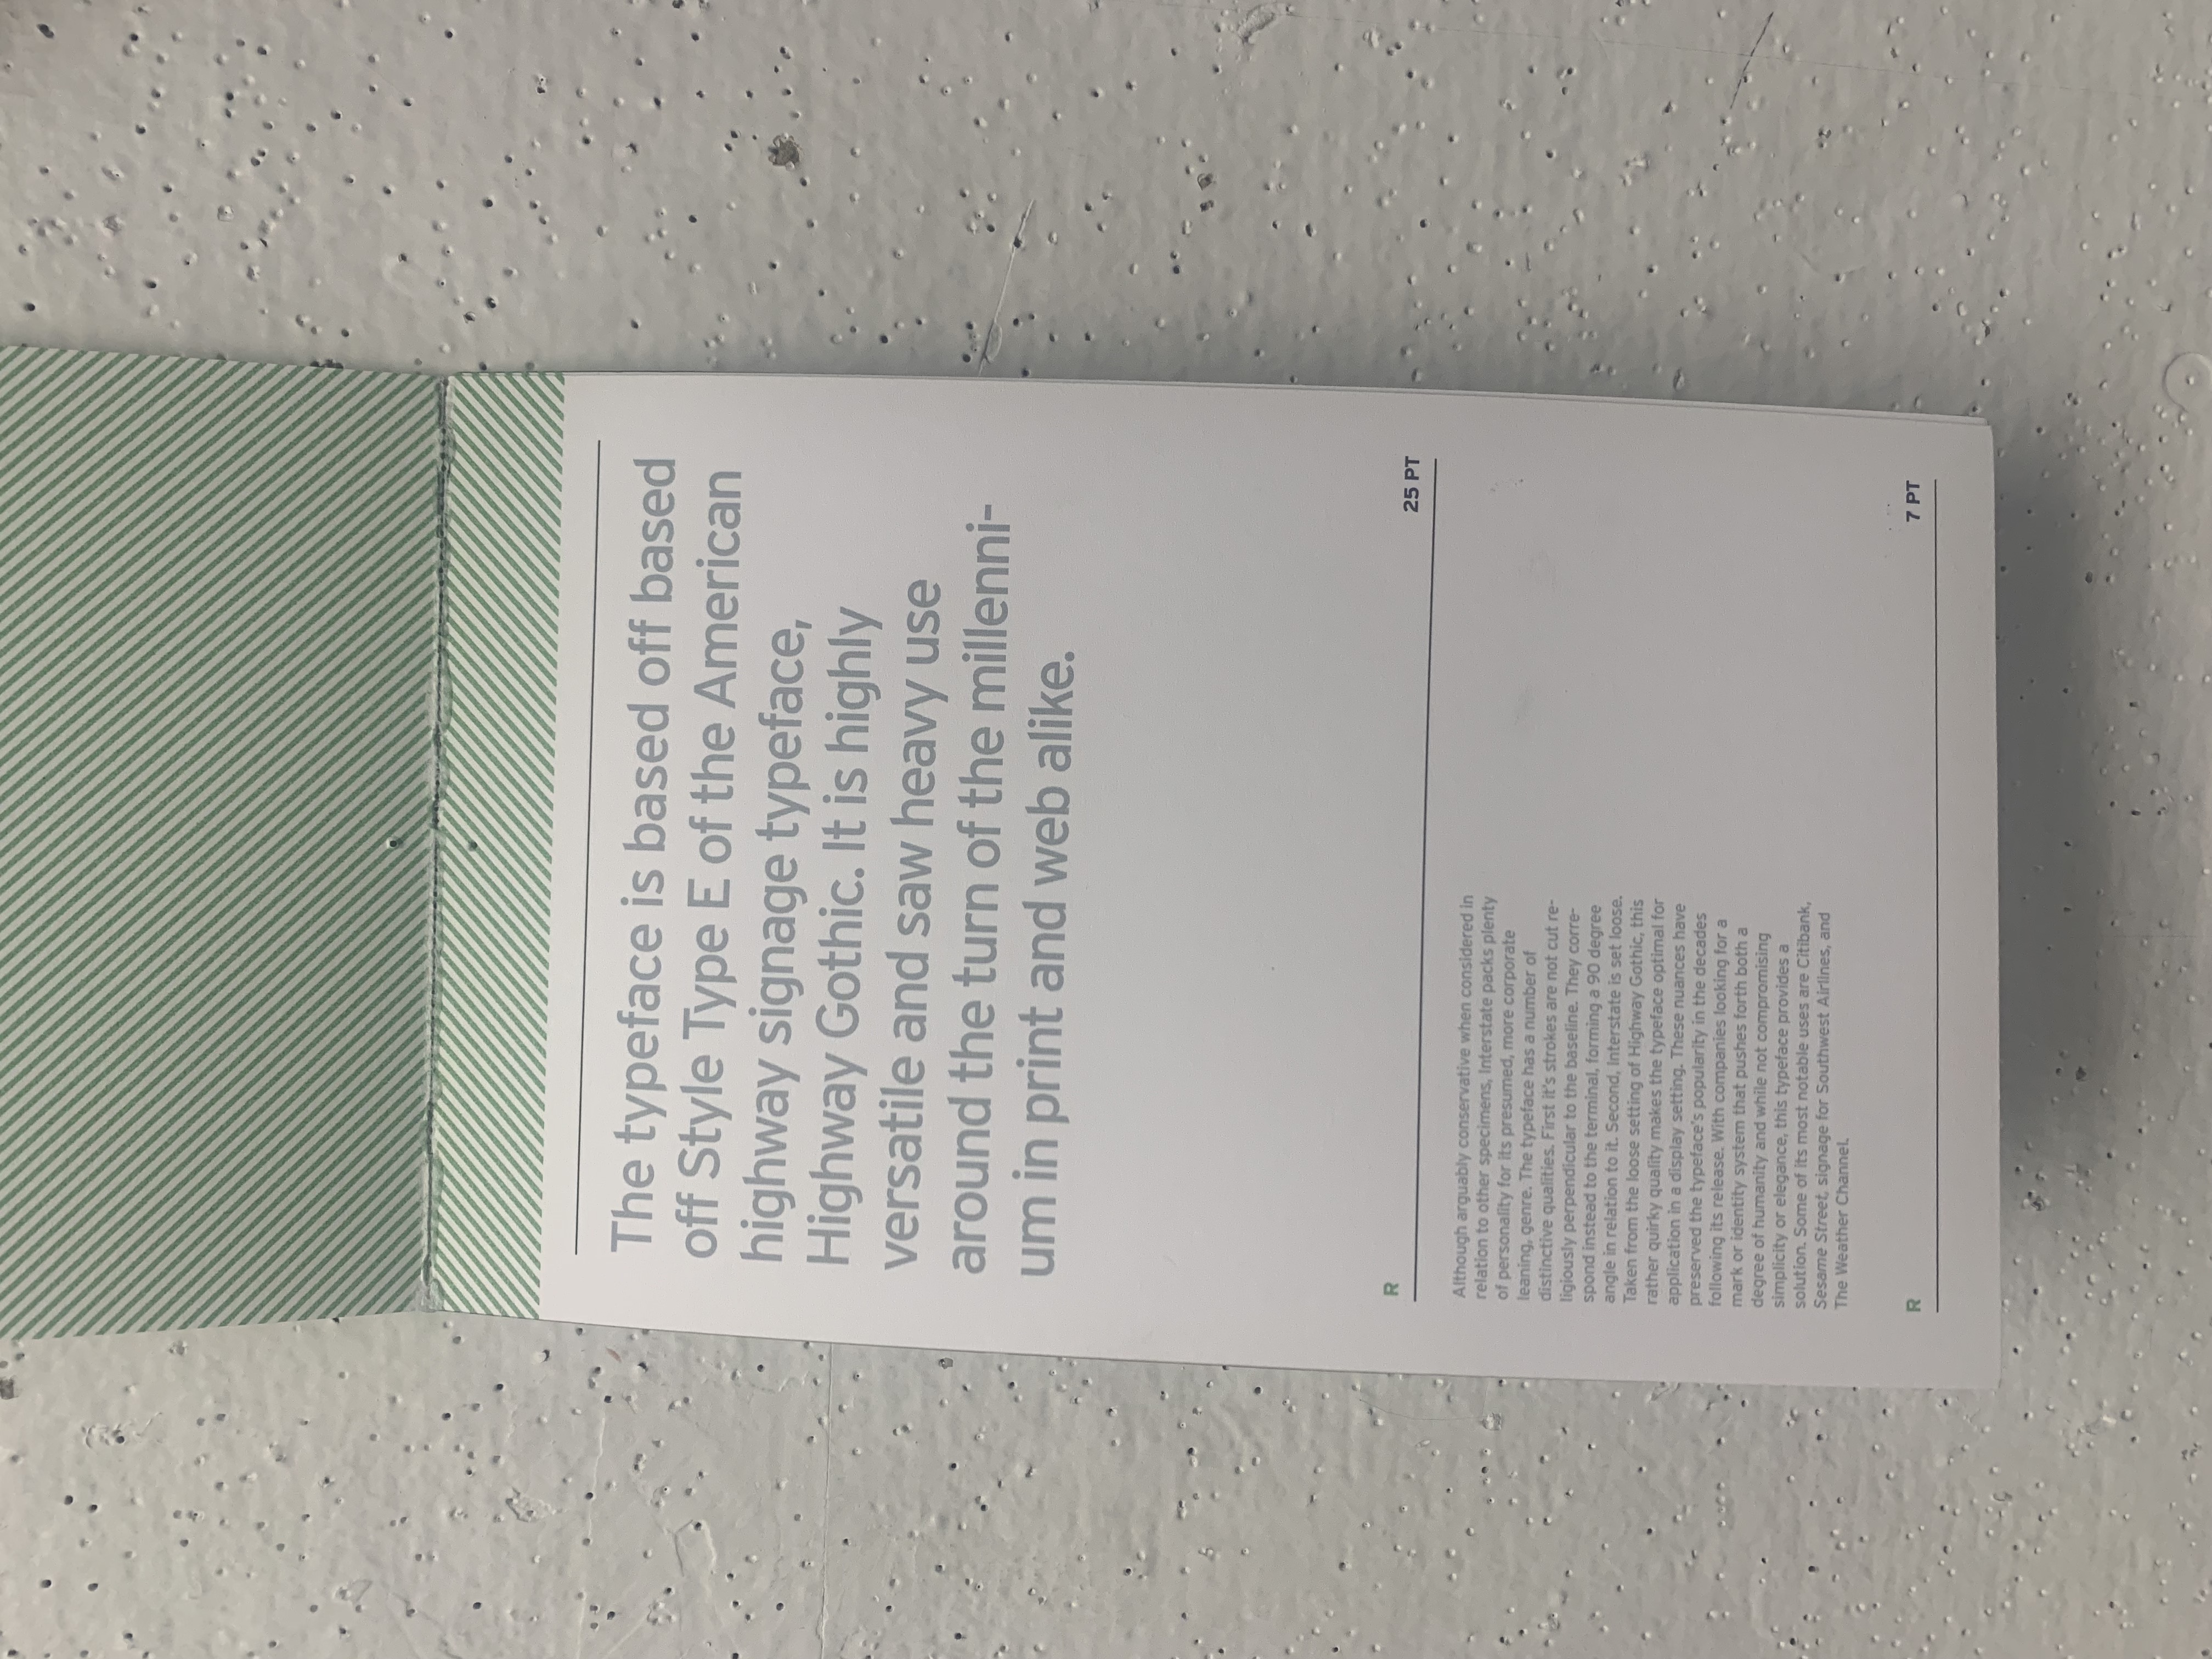 The typeface is based off based
off Style Type E of the American
highway signage typeface,
Highway Gothic. It is highly
versatile and saw heavy use
around the turn of the millenni-
um in print and web alike.
R
25 PT
Although arguably conservative when considered in
relation to other specimens, Interstate packs plenty
of personality for its presumed, more corporate
leaning, genre. The typeface has a number of
distinctive qualities. First it's strokes are not cut re-
ligiously perpendicular to the baseline. They corre-
spond instead to the terminal, forming a 90 degree
angle in relation to it. Second, Interstate is set loose.
Taken from the loose setting of Highway Gothic, this
rather quirky quality makes the typeface optimal for
application in a display setting. These nuances have
preserved the typeface's popularity in the decades
following its release. With companies looking for a
mark or identity system that pushes forth both a
degree of humanity and while not compromising
simplicity or elegance, this typeface provides a
solution. Some of its most notable uses are Citibank,
Sesame Street, signage for Southwest Airlines, and
The Weather Channel.
R
7 PT